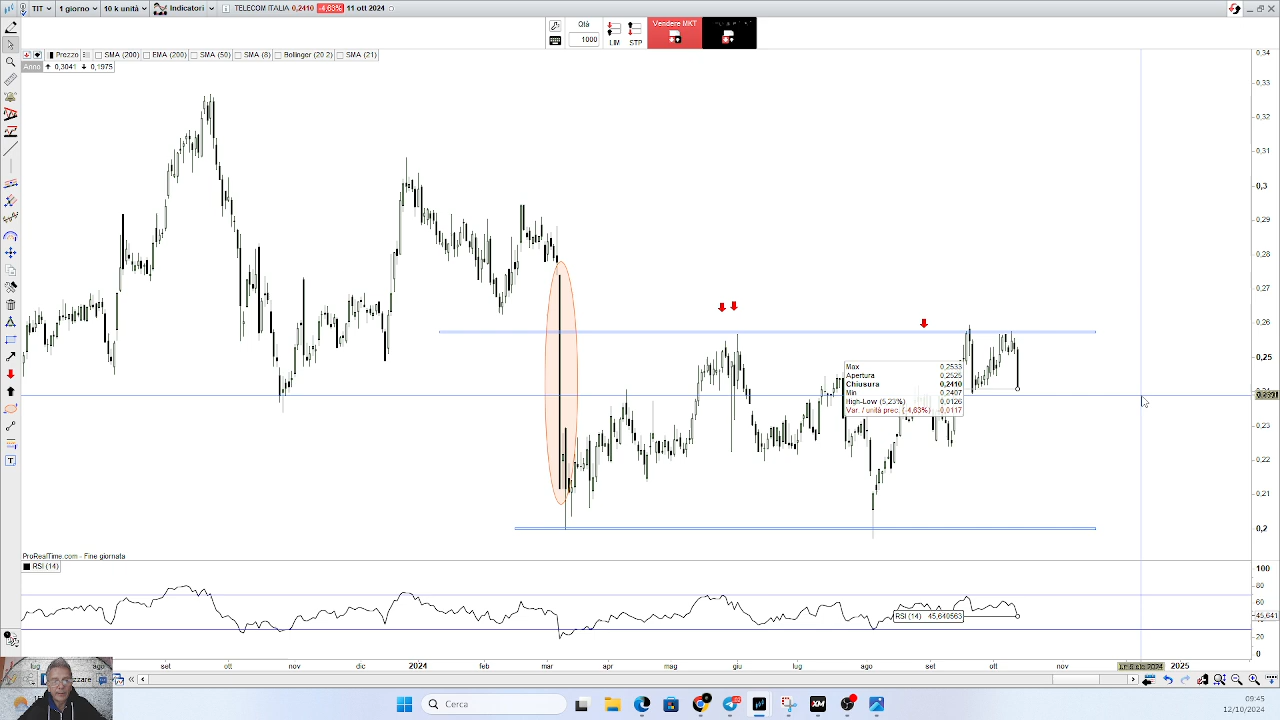 1 giorno
10 k unità
Indicatori
TELECOM ITALIA
0,2410
-4,63%
11 ott 2024
Qtà
1000
LIM
STP
Vendere MKT
Prezzo
SMA (200)
EMA (200)
SMA (50)
SMA (8)
Bollinger (20 2)
SMA (21)
Anno
0,3041
0,1975
0,34
0,33
0,32
0,31
0,3
0,29
0,28
0,27
0,26
0,25
0,23
0,22
0,21
0,2
Max 0,2533
Apertura 0,2525
Chiusura 0,2410
Min 0,2407
High-Low (5,23%) 0,0126
Var. / unità prec. (-4,63%) -0,0117
ProRealTime.com - Fine giornata
RSI (14)
100
80
60
45,641
20
0
RSI (14) 45,640563
lug
ago
set
ott
nov
dic
2024
feb
mar
apr
mag
giu
lug
ago
set
ott
nov
2025
Cerca
XM
09:45
12/10/2024